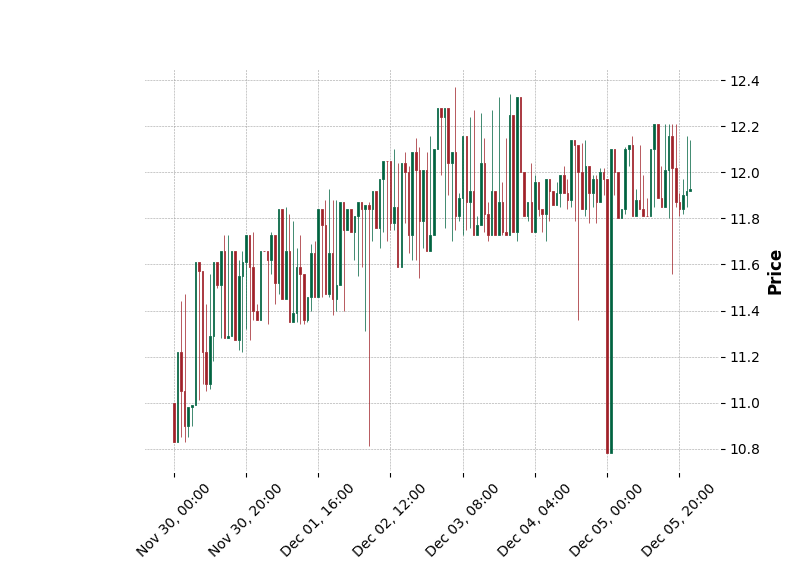 12.4
12.2
12.0
11.8
11.6
11.4
11.2
11.0
10.8
Price
Nov 30, 00:00
Nov 30, 20:00
Dec 01, 16:00
Dec 02, 12:00
Dec 03, 08:00
Dec 04, 04:00
Dec 05, 00:00
Dec 05, 20:00